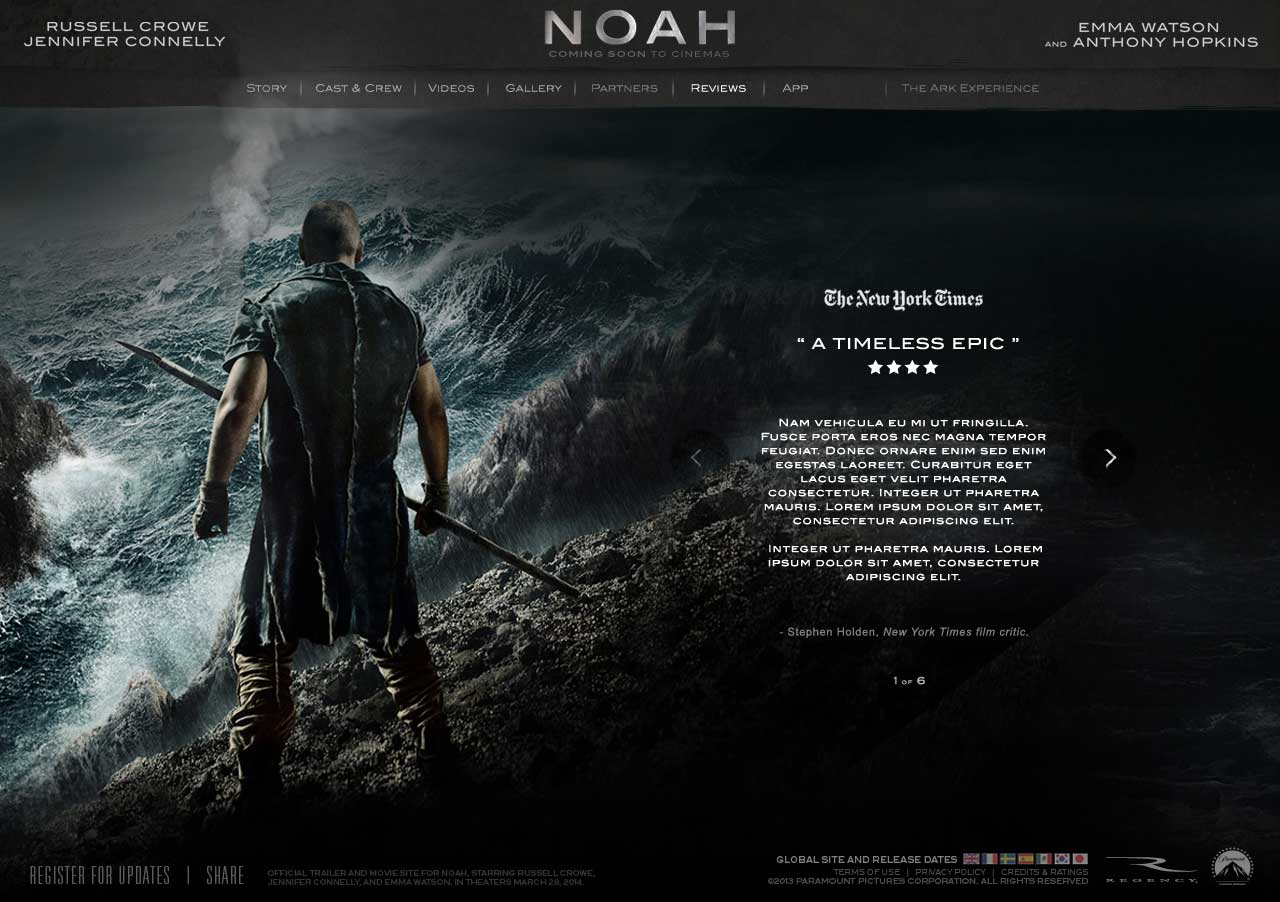 RUSSELL CROWE
JENNIFER CONNELLY
NOAH
COMING SOON TO CINEMAS
EMMA WATSON
AND ANTHONY HOPKINS
STORY | CAST & CREW | VIDEOS | GALLERY | PARTNERS | REVIEWS | APP | THE ARK EXPERIENCE
The New York Times
“ A TIMELESS EPIC ”
NAM VEHICULA EU MI UT FRINGILLA.
FUSCE PORTA EROS NEC MAGNA TEMPOR
FEUGIAT. DONEC ORNARE ENIM SED ENIM
EGESTAS LAOREET. CURABITUR EGET
LACUS EGET VELIT PHARETRA
CONSECTETUR. INTEGER UT PHARETRA
MAURIS. LOREM IPSUM DOLOR SIT AMET,
CONSECTETUR ADIPISCING ELIT.
INTEGER UT PHARETRA MAURIS. LOREM
IPSUM DOLOR SIT AMET, CONSECTETUR
ADIPISCING ELIT.
- Stephen Holden, New York Times film critic.
1 OF 6
REGISTER FOR UPDATES | SHARE
OFFICIAL TRAILER AND MOVIE SITE FOR NOAH, STARRING RUSSELL CROWE,
JENNIFER CONNELLY, AND EMMA WATSON. IN THEATERS MARCH 28, 2014.
GLOBAL SITE AND RELEASE DATES
TERMS OF USE | PRIVACY POLICY | CREDITS & RATINGS
©2013 PARAMOUNT PICTURES CORPORATION. ALL RIGHTS RESERVED
REGENCY
Paramount